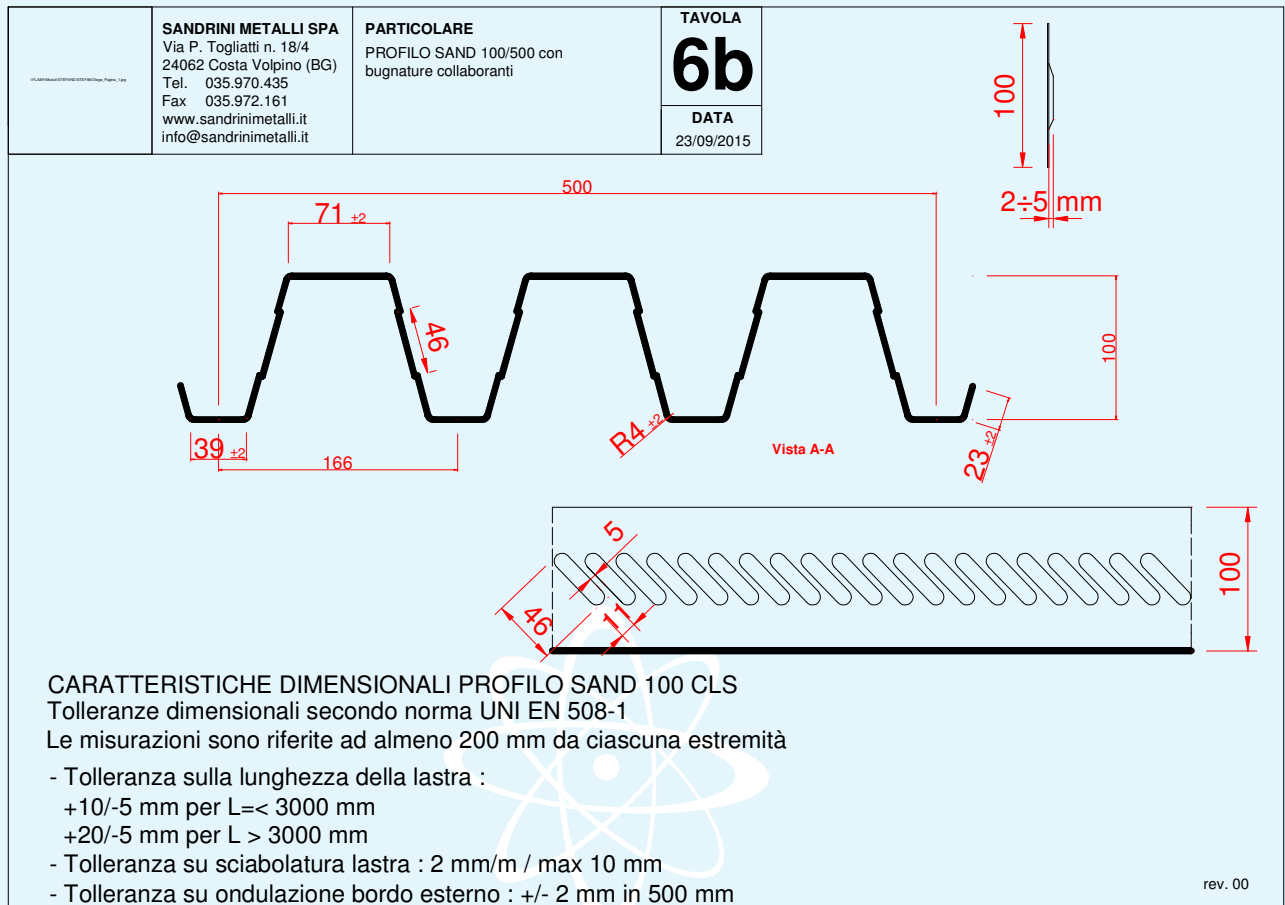 SANDRINI METALLI SPA
Via P. Togliatti n. 18/4
24062 Costa Volpino (BG)
Tel. 035.970.435
Fax 035.972.161
www.sandrinimetalli.it
info@sandrinimetalli.it
PARTICOLARE
PROFILO SAND 100/500 con
bugnature collaboranti
TAVOLA
6b
DATA
23/09/2015
100
2÷5 mm
500
71 ±2
46
100
39 ±2
166
R4 ±2
Vista A-A
23 ±2
5
46
11
100
CARATTERISTICHE DIMENSIONALI PROFILO SAND 100 CLS
Tolleranze dimensionali secondo norma UNI EN 508-1
Le misurazioni sono riferite ad almeno 200 mm da ciascuna estremità
- Tolleranza sulla lunghezza della lastra :
+10/-5 mm per L=< 3000 mm
+20/-5 mm per L > 3000 mm
- Tolleranza su sciabolatura lastra : 2 mm/m / max 10 mm
- Tolleranza su ondulazione bordo esterno : +/- 2 mm in 500 mm
rev. 00